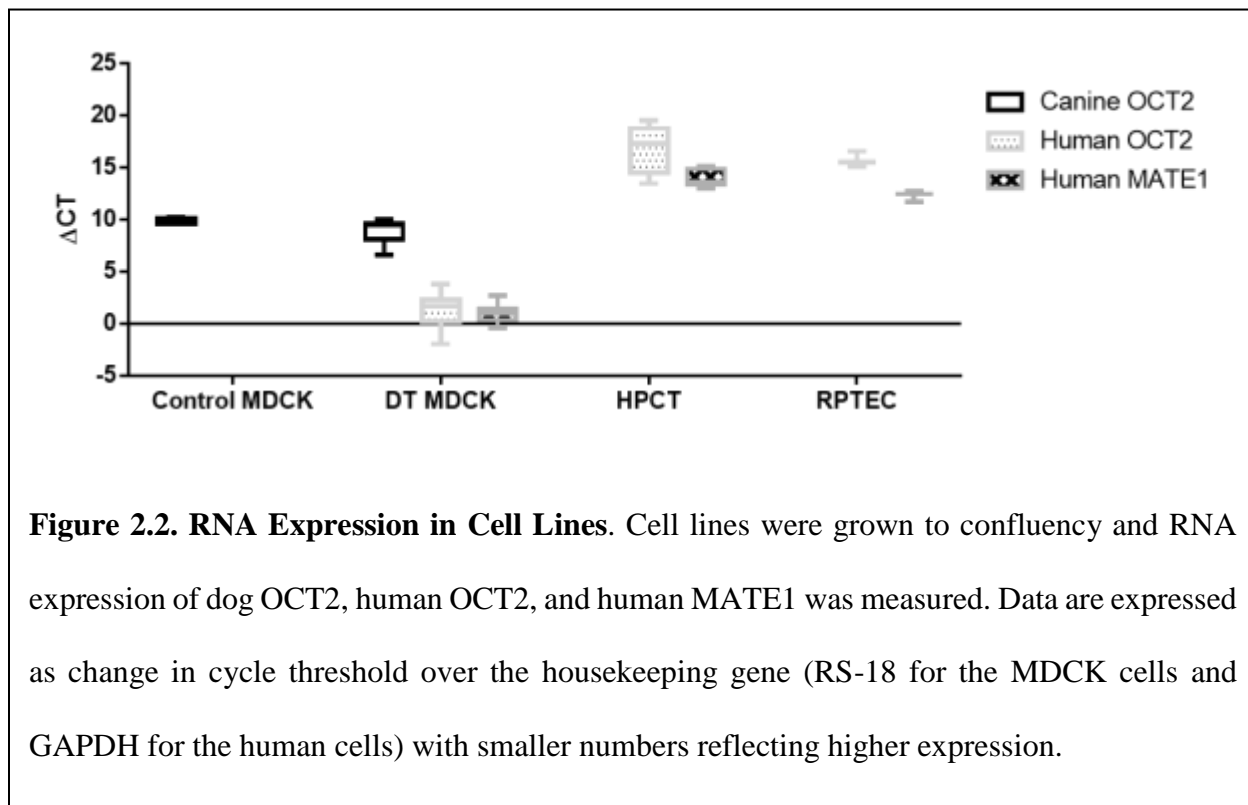 25
20
15
10
5
0
-5
ΔCT
Control MDCK
DT MDCK
HPCT
RPTEC
Canine OCT2
Human OCT2
Human MATE1
Figure 2.2. RNA Expression in Cell Lines. Cell lines were grown to confluency and RNA
expression of dog OCT2, human OCT2, and human MATE1 was measured. Data are expressed
as change in cycle threshold over the housekeeping gene (RS-18 for the MDCK cells and
GAPDH for the human cells) with smaller numbers reflecting higher expression.